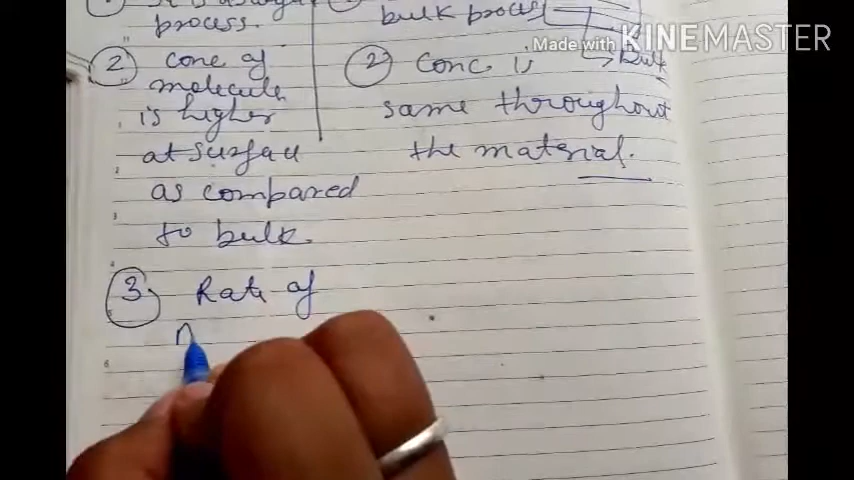 process.
② conc of
molecule
is higher
at surface
as compared
to bulk.
③ Rate of
bulk process
bulk
② Conc. is
same throughout
the material.
Made with KINEMASTER